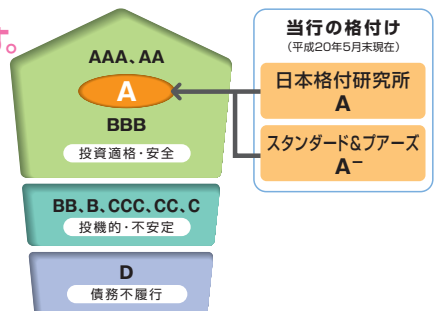 す。
AAA、AA
A
BBB
投資適格・安全
BB、B、CCC、CC、C
投機的・不安定
D
債務不履行
当行の格付け
（平成20年5月末現在）
日本格付研究所
A
スタンダード&プアーズ
A－